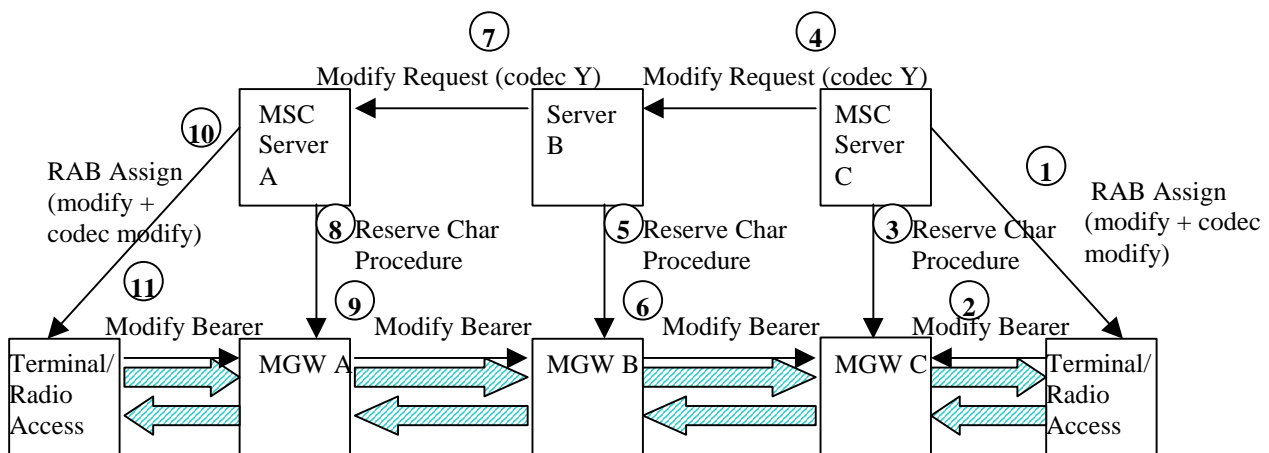 7
4
Modify Request (codec Y)
Modify Request (codec Y)
10
MSC
Server
A
Server
B
MSC
Server
C
1
RAB Assign
(modify +
codec modify)
RAB Assign
(modify + codec
modify)
8
Reserve Char
Procedure
5
Reserve Char
Procedure
3
Reserve Char
Procedure
11
9
6
2
Modify Bearer
Modify Bearer
Modify Bearer
Modify Bearer
Terminal/
Radio
Access
MGW A
MGW B
MGW C
Terminal/
Radio
Access